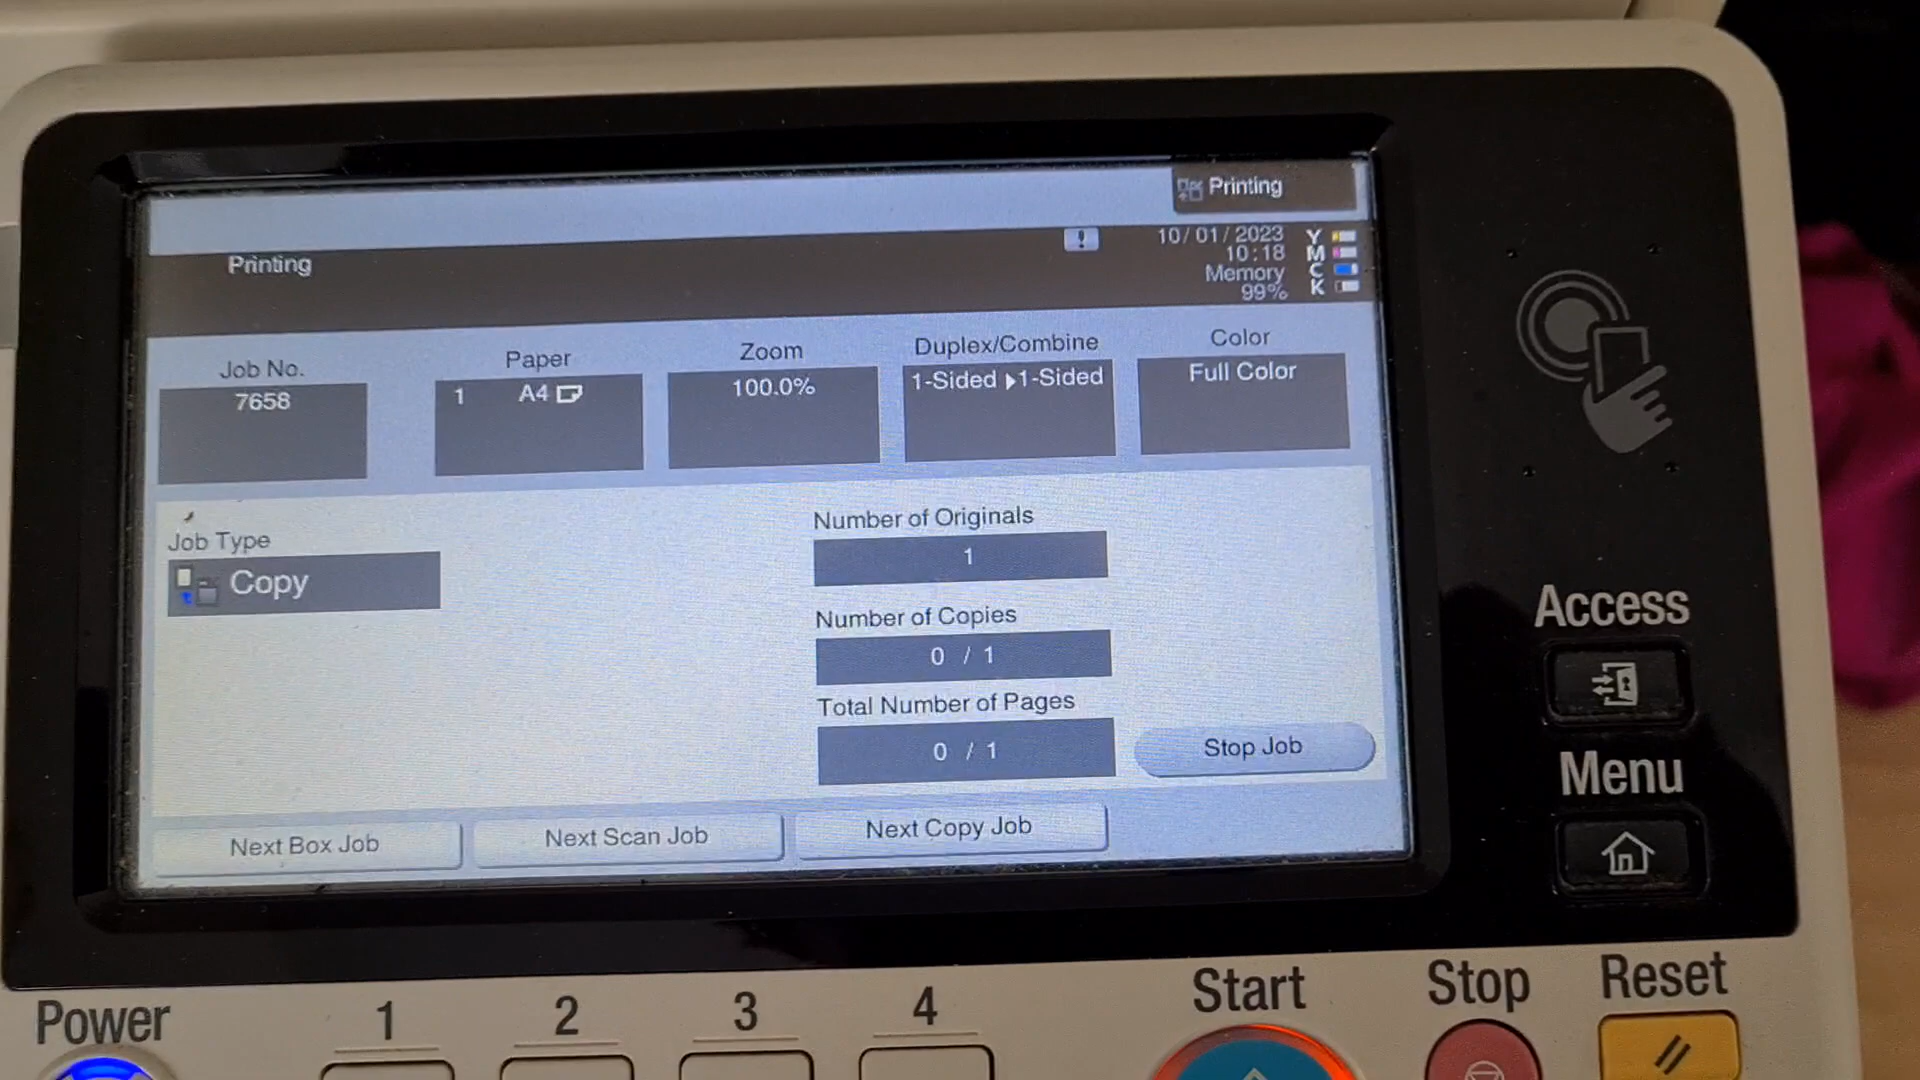 Printing
Printing
!
10/01/2023
10:18
Memory
99%
Y
M
C
K
Job No.
7658
Paper
1 A4
Zoom
100.0%
Duplex/Combine
1-Sided ▶1-Sided
Color
Full Color
Job Type
Copy
Number of Originals
1
Number of Copies
0 / 1
Total Number of Pages
0 / 1
Stop Job
Next Box Job
Next Scan Job
Next Copy Job
Access
Menu
Power
1
2
3
4
Start
Stop
Reset